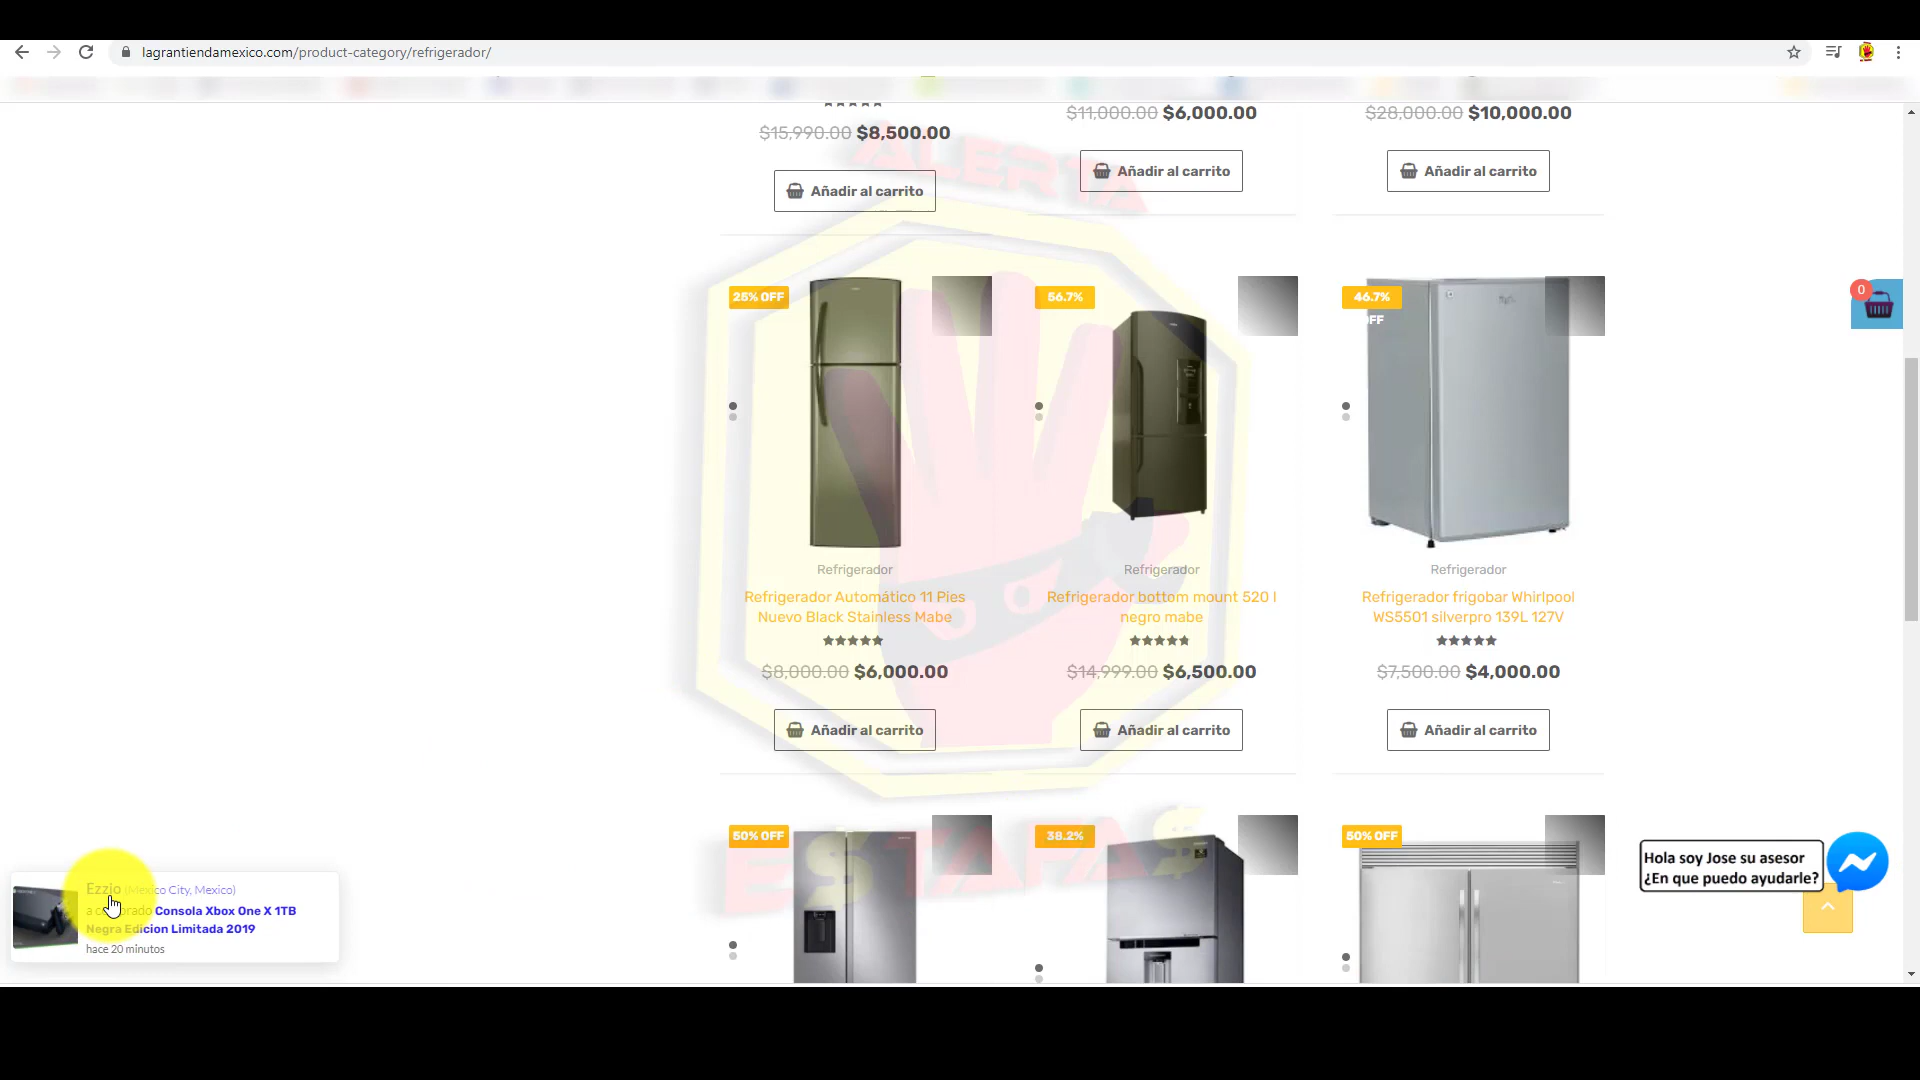 lagrantiendamexico.com/product-category/refrigerador/
$15,990.00 $8,500.00
Añadir al carrito
$11,000.00 $6,000.00
Añadir al carrito
$28,000.00 $10,000.00
Añadir al carrito
ALERTA
0
25% OFF
Refrigerador
Refrigerador Automático 11 Pies
Nuevo Black Stainless Mabe
$8,000.00 $6,000.00
Añadir al carrito
56.7%
Refrigerador
Refrigerador bottom mount 520 l
negro mabe
$14,999.00 $6,500.00
Añadir al carrito
46.7%
OFF
Refrigerador
Refrigerador frigobar Whirlpool
WS5501 silverpro 139L 127V
$7,500.00 $4,000.00
Añadir al carrito
E$TAFA$
50% OFF
38.2%
50% OFF
Ezzio (Mexico City, Mexico)
Consola Xbox One X 1TB
Negra Edicion Limitada 2019
hace 20 minutos
Hola soy Jose su asesor
¿En que puedo ayudarle?